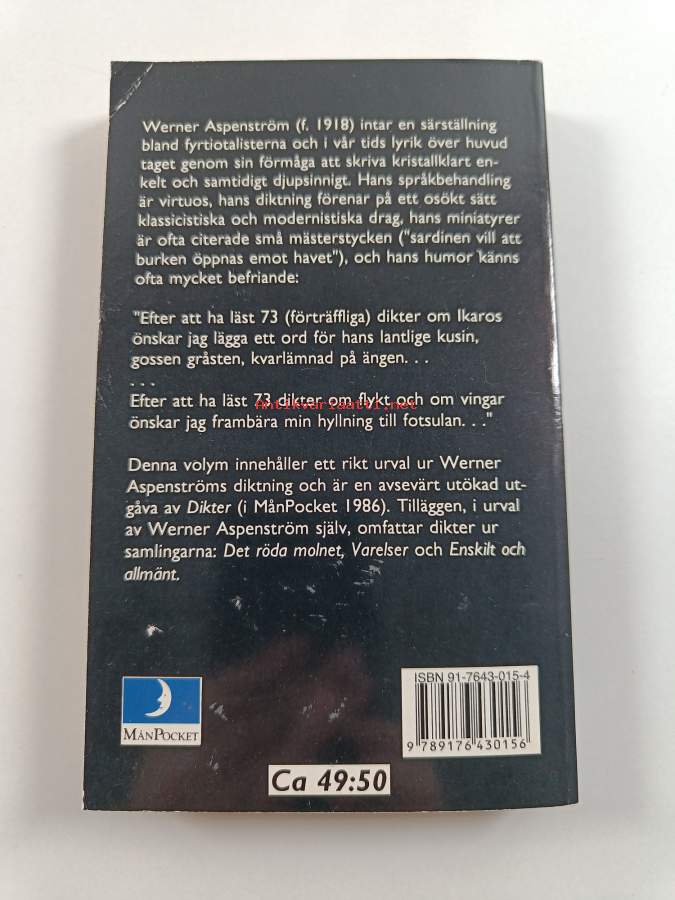 Werner Aspenström (f. 1918) intar en särställning
bland fyrtiotalisterna och i vår tids lyrik över huvud
taget genom sin förmåga att skriva kristallklart en-
kelt och samtidigt djupsinnigt. Hans språkbehandling
är virtuos, hans diktning förenar på ett osökt sätt
klassicistiska och modernistiska drag, hans miniatyrer
är ofta citerade små mästerstycken ("sardinen vill att
burken öppnas emot havet"), och hans humor känns
ofta mycket befriande:
"Efter att ha läst 73 (förträffliga) dikter om Ikaros
önskar jag lägga ett ord för hans lantlige kusin,
gossen gråsten, kvarlämnad på ängen. . .
. . .
Efter att ha läst 73 dikter om flykt och om vingar
antikvariaatti.net
önskar jag frambära min hyllning till fotsulan. . ."
Denna volym innehåller ett rikt urval ur Werner
Aspenströms diktning och är en avsevärt utökad ut-
gåva av Dikter (i MånPocket 1986). Tilläggen, i urval
av Werner Aspenström själv, omfattar dikter ur
samlingarna: Det röda molnet, Varelser och Enskilt och
allmänt.
ISBN 91-7643-015-4
9 789176 430156
MÅNPOCKET
Ca 49:50